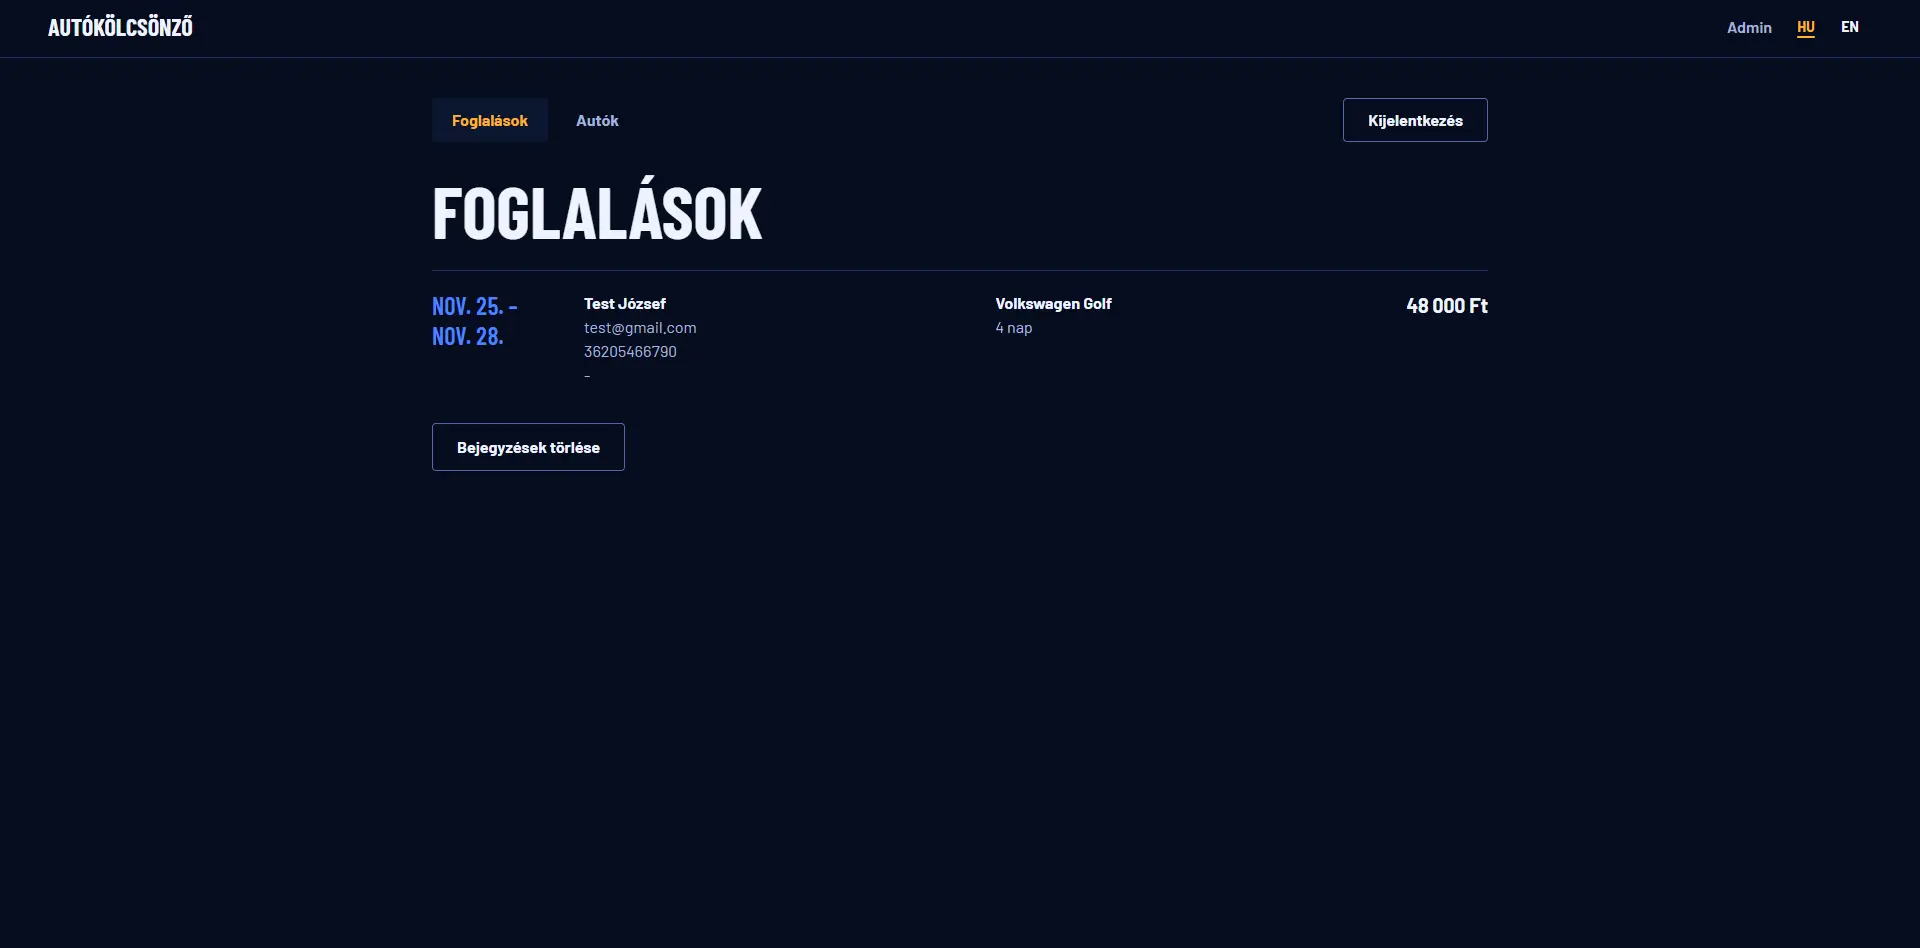 AUTÓKÖLCSÖNZŐ
Admin
HU
EN
Foglalások
Autók
Kijelentkezés
FOGLALÁSOK
NOV. 25. –
NOV. 28.
Test József
test@gmail.com
36205466790
-
Volkswagen Golf
4 nap
48 000 Ft
Bejegyzések törlése